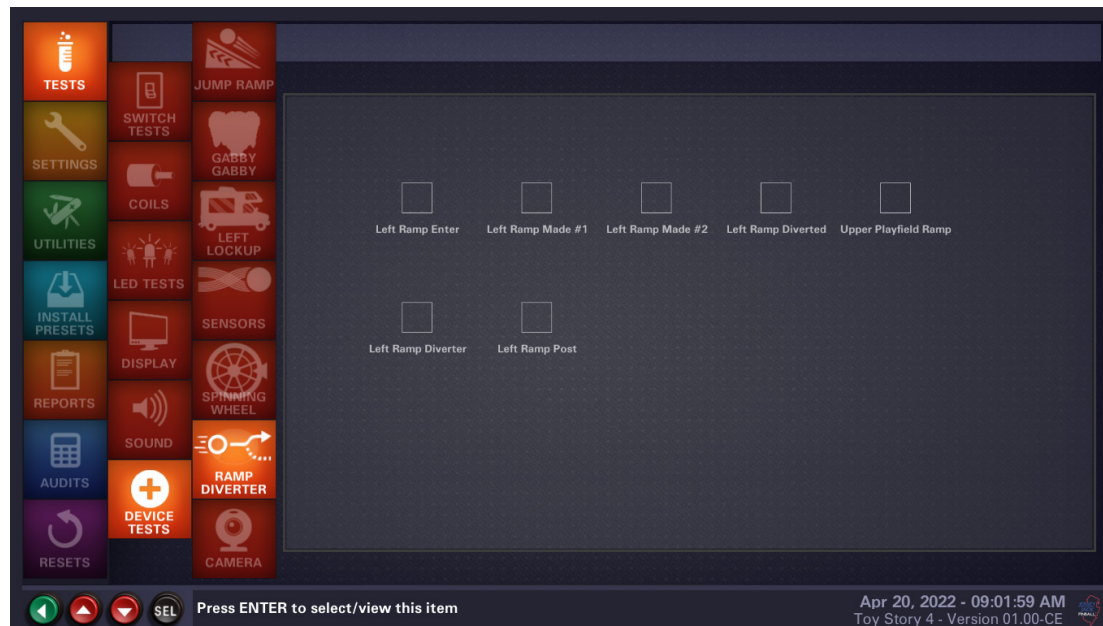 TESTS
SETTINGS
UTILITIES
INSTALL
PRESETS
REPORTS
AUDITS
RESETS
SWITCH
TESTS
COILS
LED TESTS
DISPLAY
SOUND
DEVICE
TESTS
JUMP RAMP
GABBY
GABBY
LEFT
LOCKUP
SENSORS
SPINNING
WHEEL
RAMP
DIVERTER
CAMERA
Left Ramp Enter Left Ramp Made #1 Left Ramp Made #2 Left Ramp Diverted Upper Playfield Ramp
Left Ramp Diverter Left Ramp Post
SEL Press ENTER to select/view this item
Apr 20, 2022 - 09:01:59 AM
Toy Story 4 - Version 01.00-CE
PINBALL